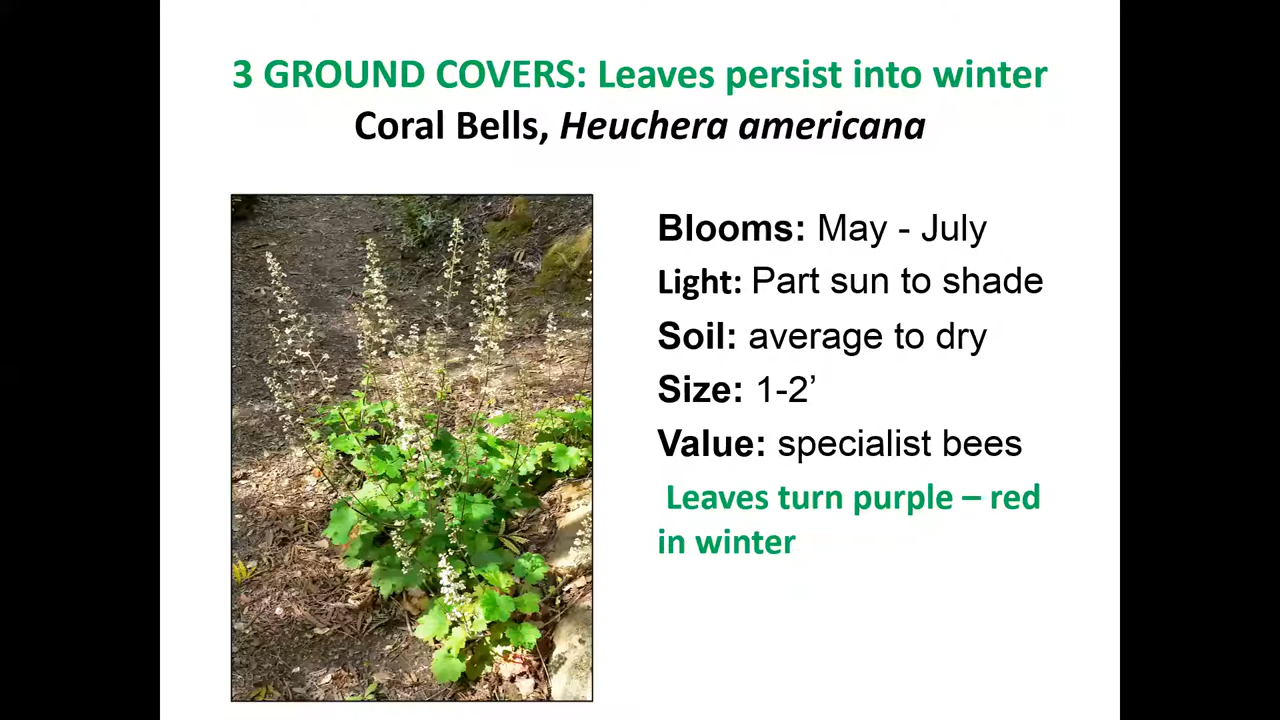 3 GROUND COVERS: Leaves persist into winter
Coral Bells, Heuchera americana
Blooms: May - July
Light: Part sun to shade
Soil: average to dry
Size: 1-2’
Value: specialist bees
Leaves turn purple – red
in winter